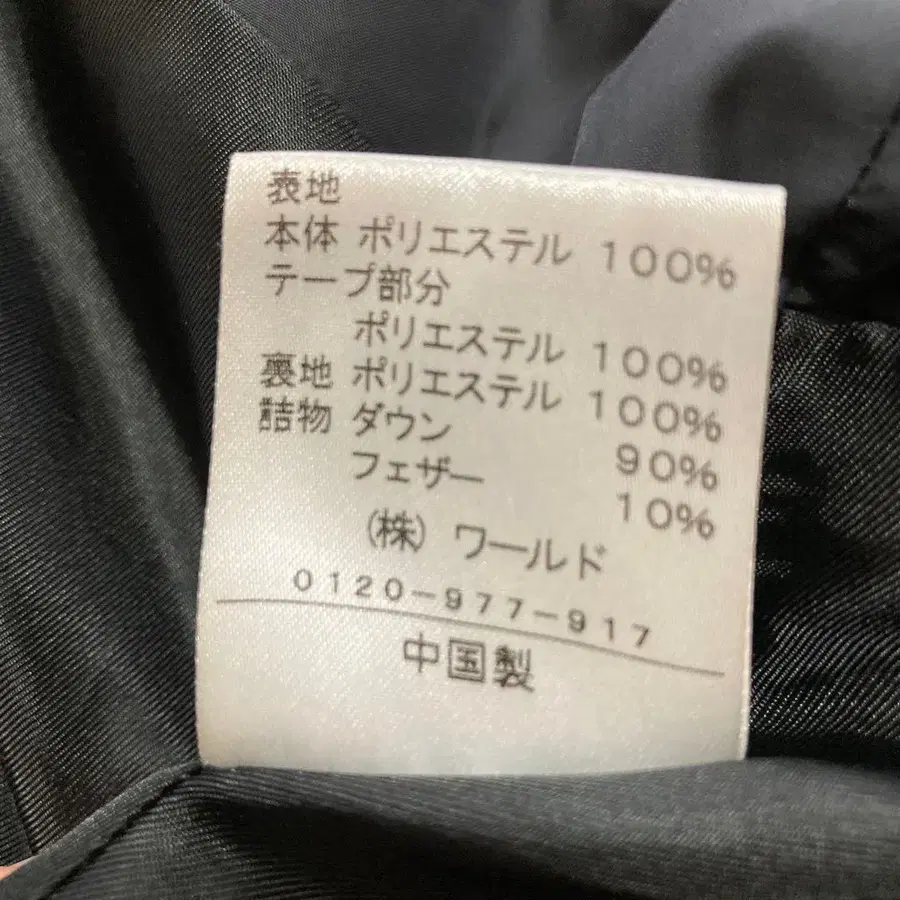 表地
本体 ポリエステル 100%
テープ部分
ポリエステル 100%
裏地 ポリエステル 100%
詰物 ダウン 90%
フェザー 10%
(株) ワールド
0120-977-917
中国製